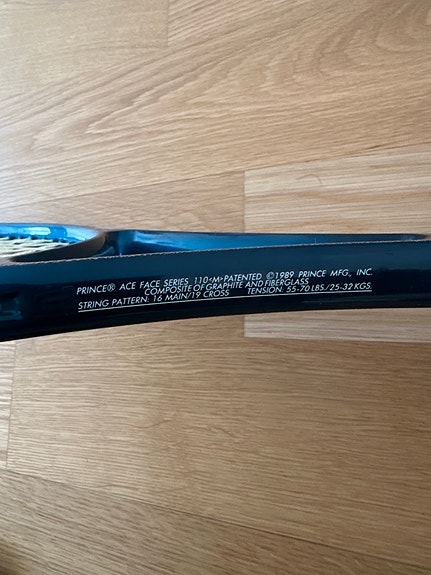 PRINCE® ACE FACE SERIES 110<M>PATENTED ©1989 PRINCE MFG., INC.
COMPOSITE OF GRAPHITE AND FIBERGLASS
STRING PATTERN: 16 MAIN/19 CROSS TENSION: 55-70 LBS./25-32 KGS.